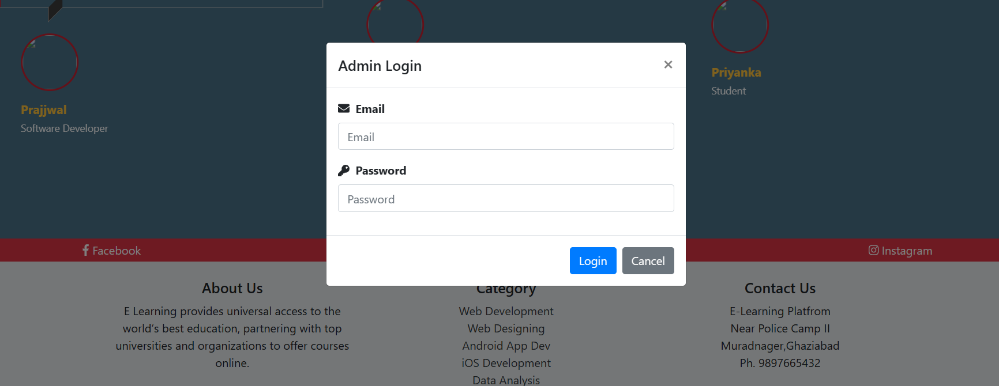 Admin Login
×
Email
Email
Password
Password
Login Cancel
Prajjwal
Software Developer
Priyanka
Student
Facebook
Instagram
About Us
E Learning provides universal access to the
world’s best education, partnering with top
universities and organizations to offer courses
online.
Category
Web Development
Web Designing
Android App Dev
iOS Development
Data Analysis
Contact Us
E-Learning Platfrom
Near Police Camp II
Muradnager,Ghaziabad
Ph. 9897665432